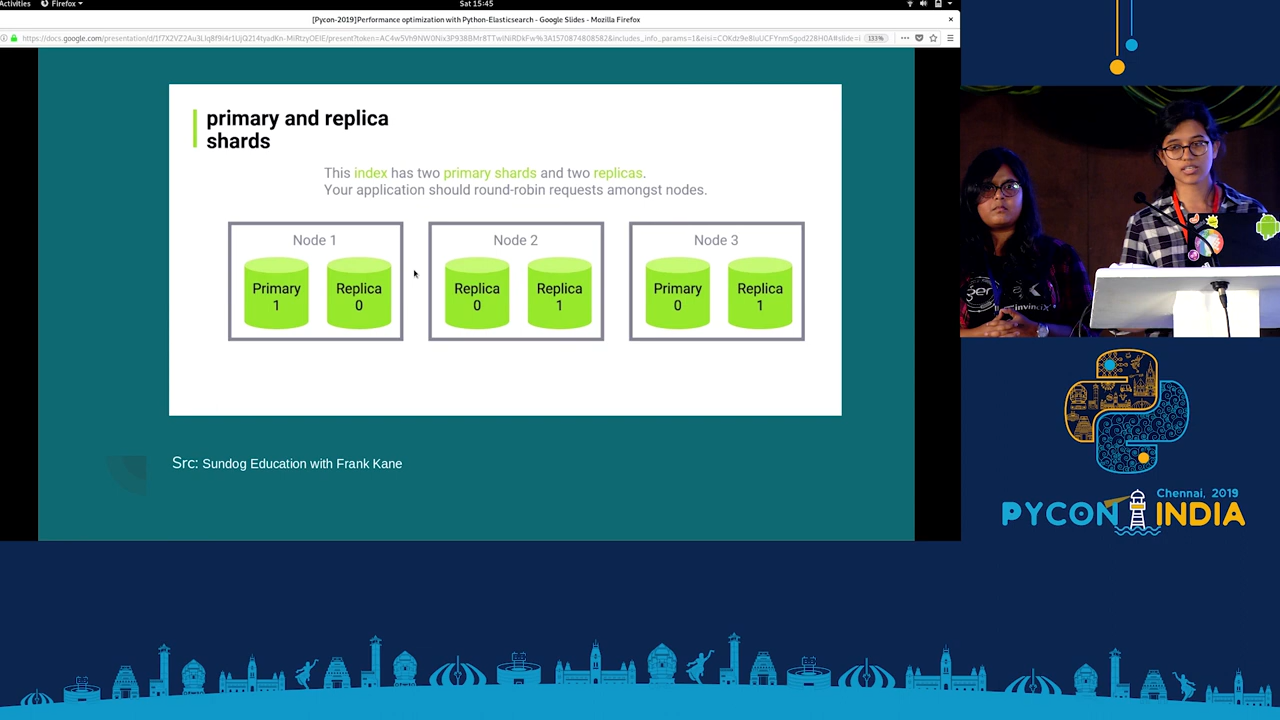 Activities Firefox Sat 15:45
[Pycon-2019]Performance optimization with Python-Elasticsearch - Google Slides - Mozilla Firefox
133%
primary and replica
shards
This index has two primary shards and two replicas.
Your application should round-robin requests amongst nodes.
Node 1
Primary
1
Replica
0
Node 2
Replica
0
Replica
1
Node 3
Primary
0
Replica
1
Src: Sundog Education with Frank Kane
Chennai, 2019
PYCON INDIA